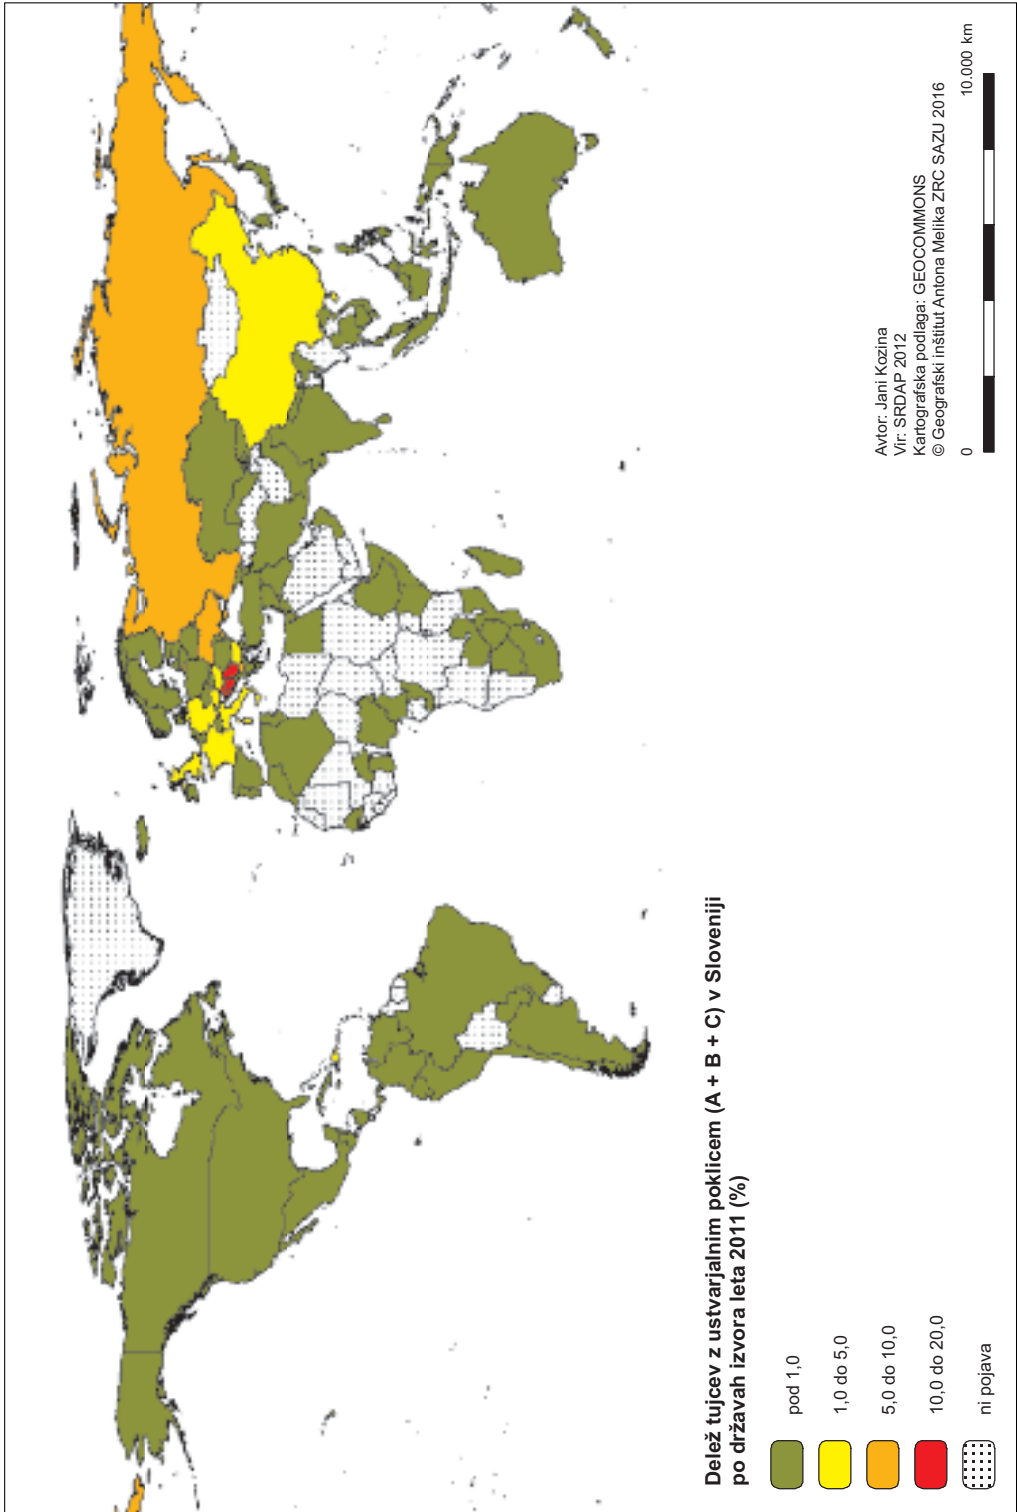 Delež tujcev z ustvarjalnim poklicem (A + B + C) v Sloveniji
po državah izvora leta 2011 (%)
pod 1,0
1,0 do 5,0
5,0 do 10,0
10,0 do 20,0
ni pojava
Avtor: Jani Kozina
Vir: SRDAP 2012
Kartografska podlaga: GEOCOMMONS
© Geografski inštitut Antona Melika ZRC SAZU 2016
0 10.000 km